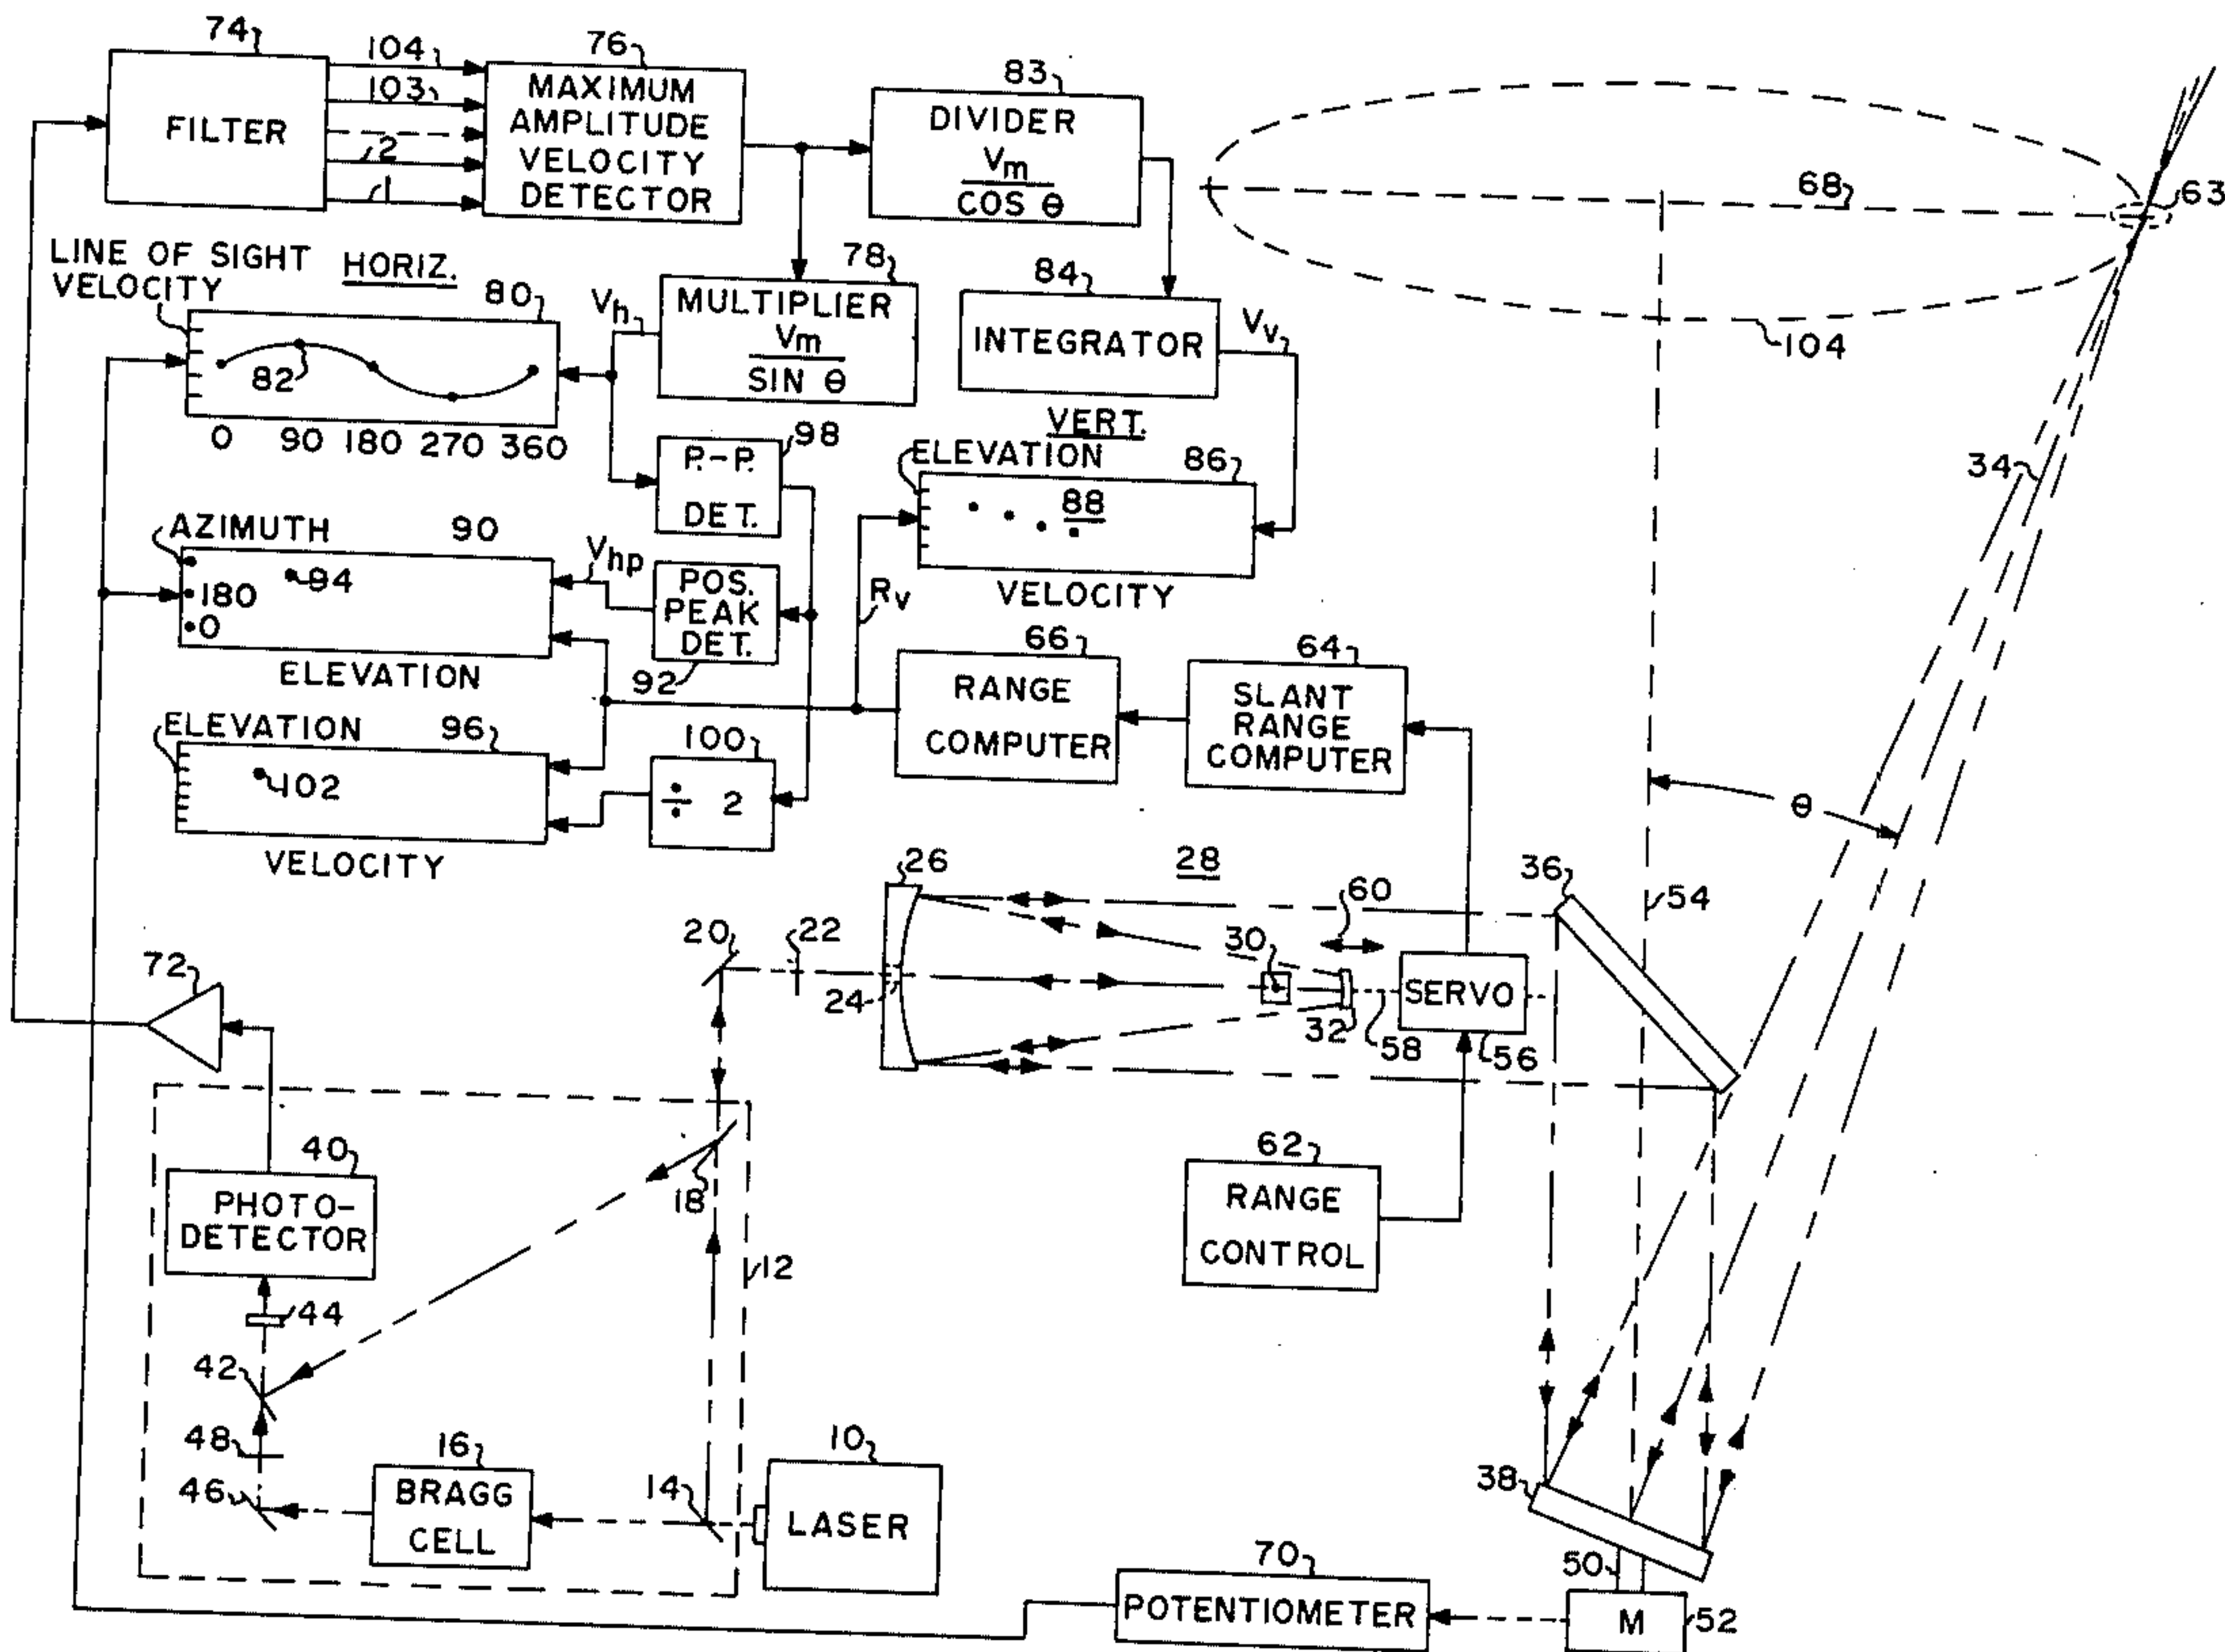 74
104
76
83
FILTER
103
2
1
MAXIMUM
AMPLITUDE
VELOCITY
DETECTOR
DIVIDER
Vm
COS θ
68
63
LINE OF SIGHT
VELOCITY
HORIZ.
80
82
0 90 180 270 360
Vh
78
MULTIPLIER
Vm
SIN θ
84
INTEGRATOR
Vv
104
98
P.-P.
DET.
VERT.
ELEVATION
86
88
VELOCITY
34
AZIMUTH
90
94
180
0
ELEVATION
Vhp
POS.
PEAK
DET.
92
Rv
66
RANGE
COMPUTER
64
SLANT
RANGE
COMPUTER
ELEVATION
96
402
VELOCITY
100
÷ 2
θ
26
28
36
54
60
20
22
30
24
32
58
SERVO
56
72
40
PHOTO-
DETECTOR
18
12
62
RANGE
CONTROL
44
42
48
46
16
BRAGG
CELL
14
10
LASER
38
50
70
POTENTIOMETER
M
52